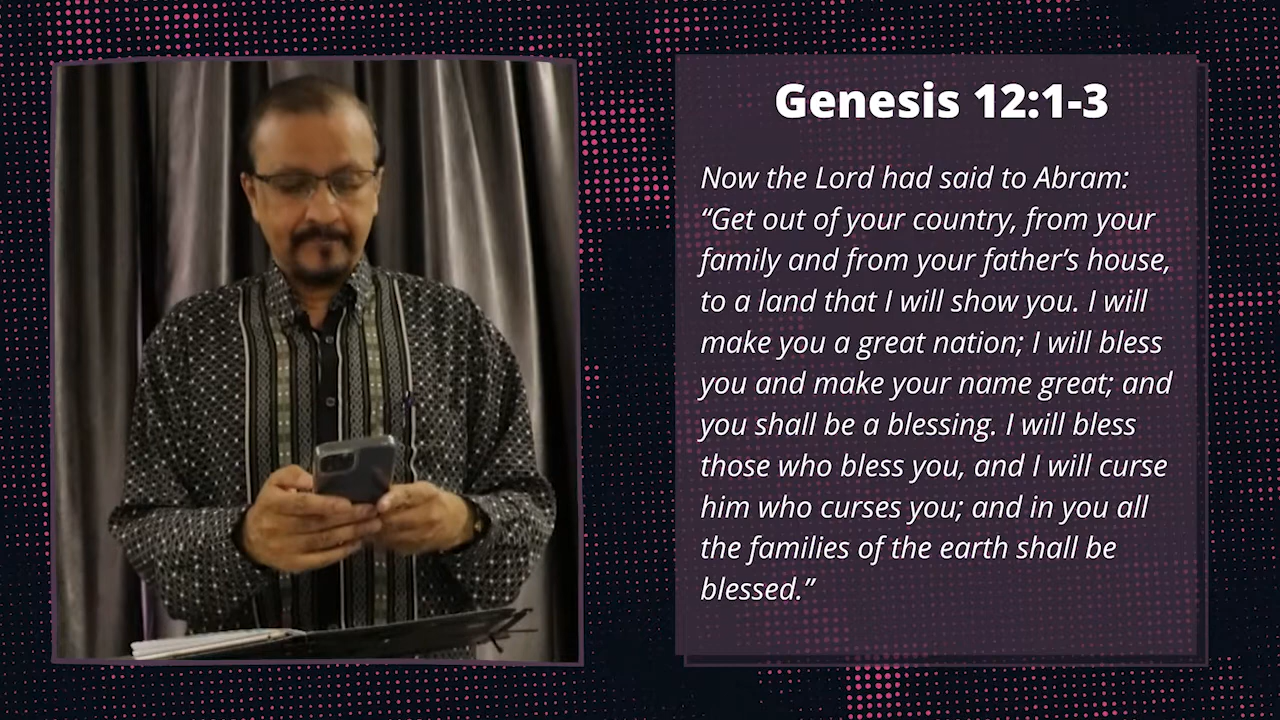 Genesis 12:1-3
Now the Lord had said to Abram:
“Get out of your country, from your
family and from your father’s house,
to a land that I will show you. I will
make you a great nation; I will bless
you and make your name great; and
you shall be a blessing. I will bless
those who bless you, and I will curse
him who curses you; and in you all
the families of the earth shall be
blessed.”